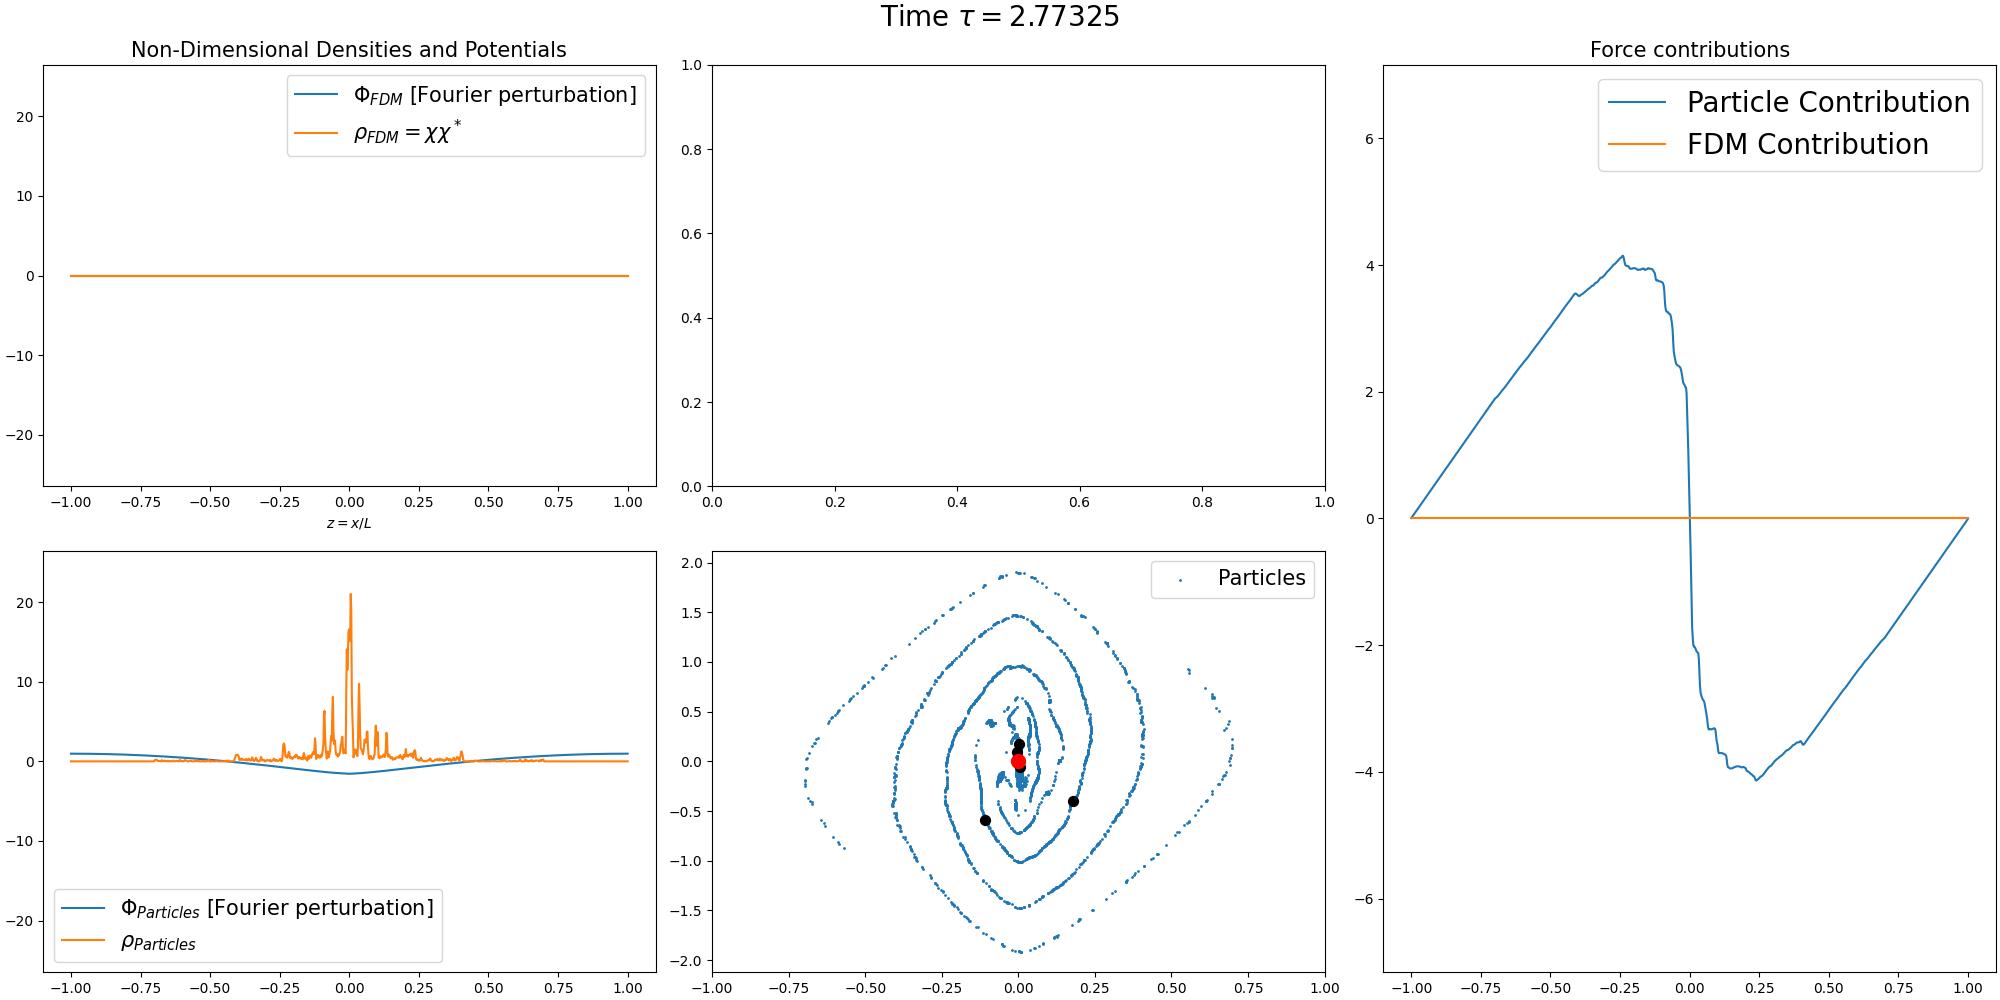 Time τ = 2.77325
Non-Dimensional Densities and Potentials
Φ_FDM [Fourier perturbation]
ρ_FDM = χχ*
20
10
0
−10
−20
−1.00 −0.75 −0.50 −0.25 0.00 0.25 0.50 0.75 1.00
z = x/L
1.0
0.8
0.6
0.4
0.2
0.0
0.0 0.2 0.4 0.6 0.8 1.0
Force contributions
Particle Contribution
FDM Contribution
6
4
2
0
−2
−4
−6
−1.00 −0.75 −0.50 −0.25 0.00 0.25 0.50 0.75 1.00
20
10
0
−10
−20
Φ_Particles [Fourier perturbation]
ρ_Particles
−1.00 −0.75 −0.50 −0.25 0.00 0.25 0.50 0.75 1.00
Particles
2.0
1.5
1.0
0.5
0.0
−0.5
−1.0
−1.5
−2.0
−1.00 −0.75 −0.50 −0.25 0.00 0.25 0.50 0.75 1.00